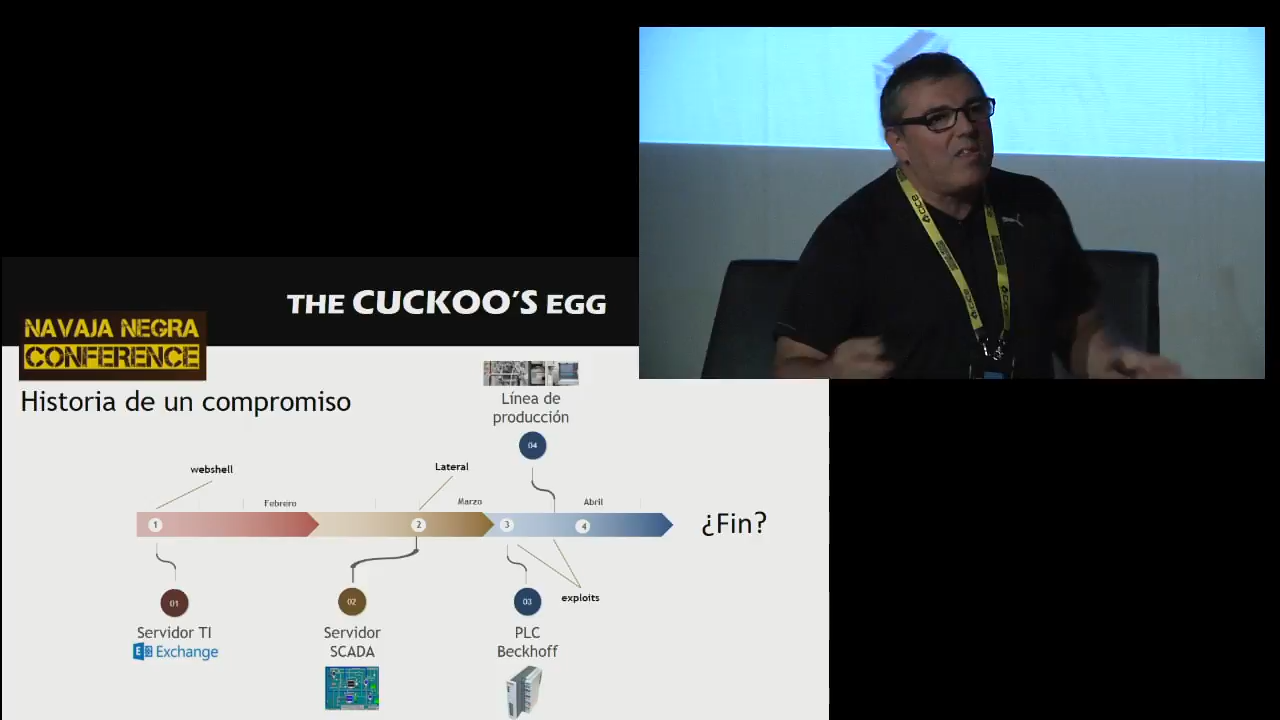 THE CUCKOO'S EGG
NAVAJA NEGRA
CONFERENCE
Historia de un compromiso
Línea de
producción
04
webshell
Lateral
Febrero
Marzo
Abril
1
2
3
4
¿Fin?
exploits
01
02
03
Servidor TI
Exchange
Servidor
SCADA
PLC
Beckhoff